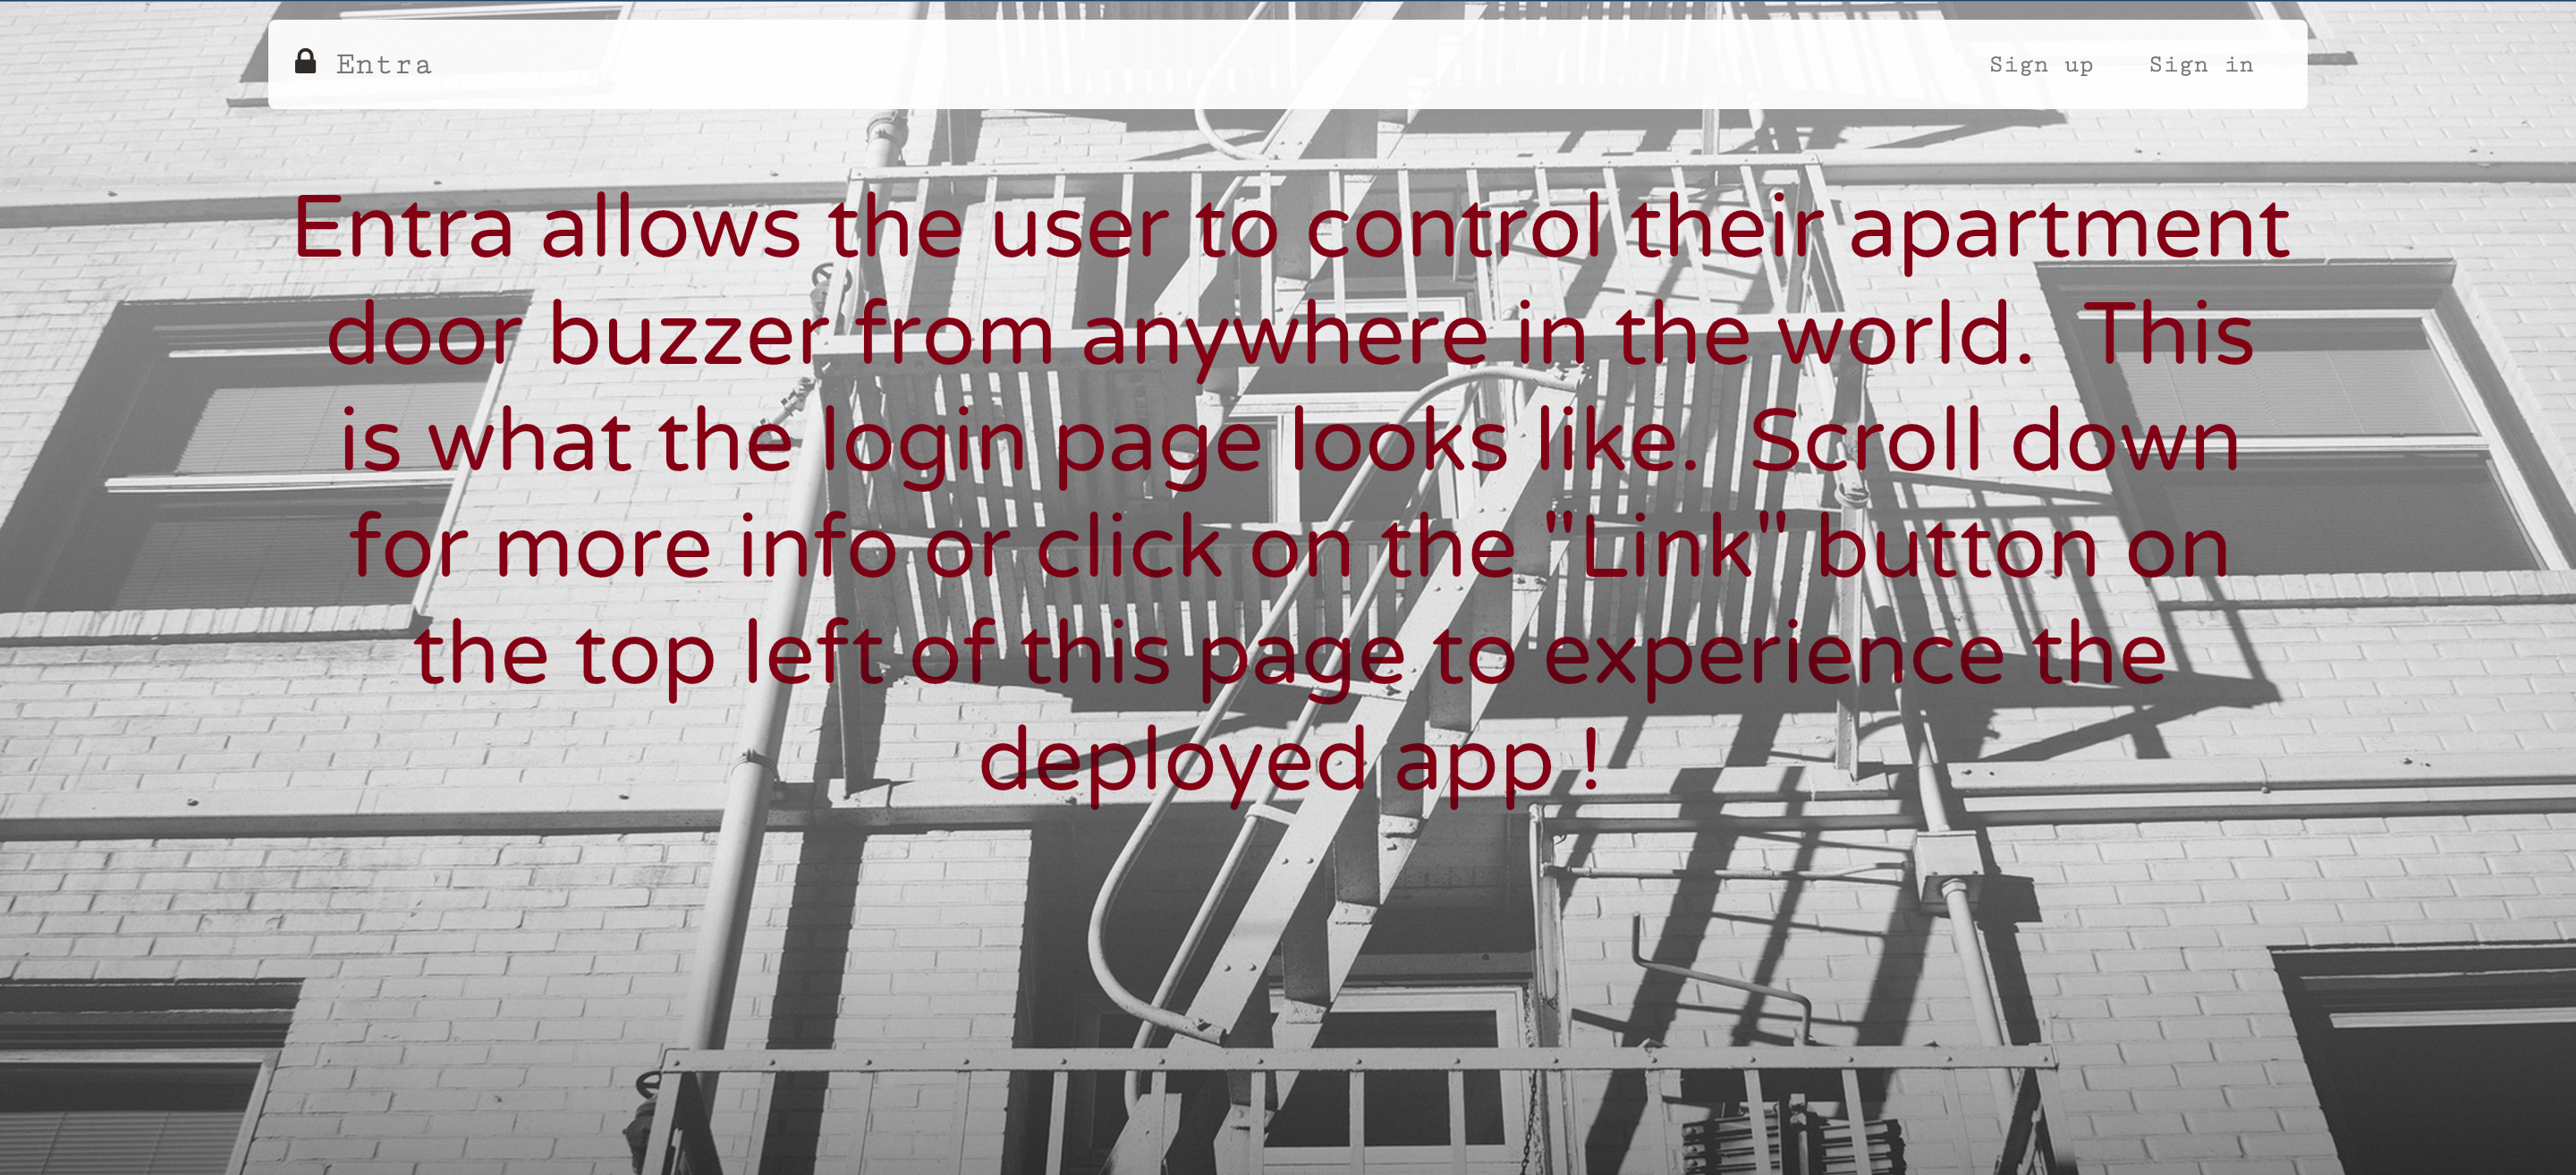 Entra
Sign up
Sign in
Entra allows the user to control their apartment
door buzzer from anywhere in the world.  This
is what the login page looks like.  Scroll down
for more info or click on the "Link" button on
the top left of this page to experience the
deployed app !